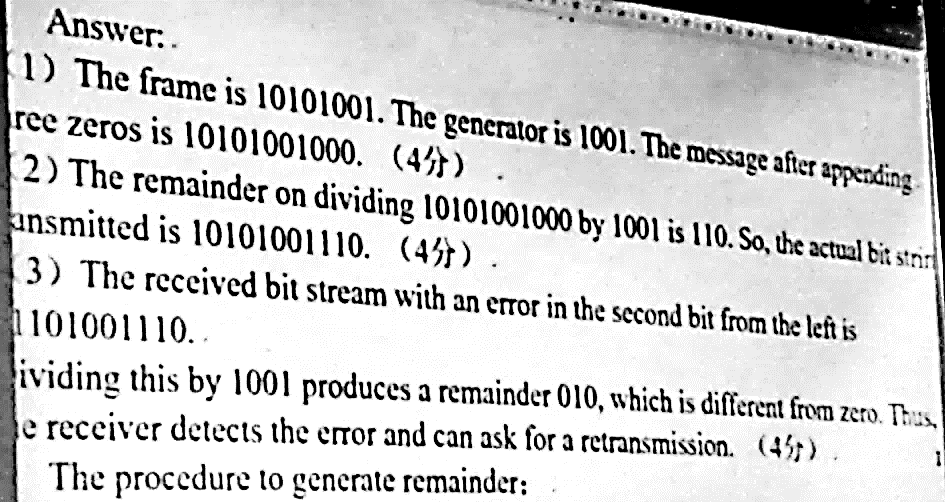 Answer:.
1) The frame is 10101001. The generator is 1001. The message after appending
ree zeros is 10101001000. (4分) .
2) The remainder on dividing 10101001000 by 1001 is 110. So, the actual bit strin
ansmitted is 10101001110. (4分) .
3) The received bit stream with an error in the second bit from the left is
1101001110. .
ividing this by 1001 produces a remainder 010, which is different from zero. Thus,
e receiver detects the error and can ask for a retransmission. (4分) .
The procedure to generate remainder: